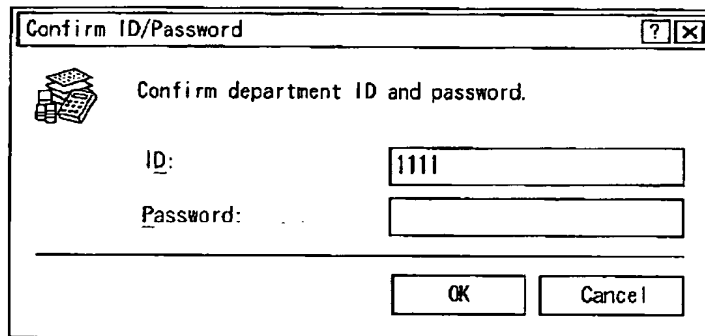 Confirm ID/Password ? X
Confirm department ID and password.
ID: 1111
Password:
OK Cancel